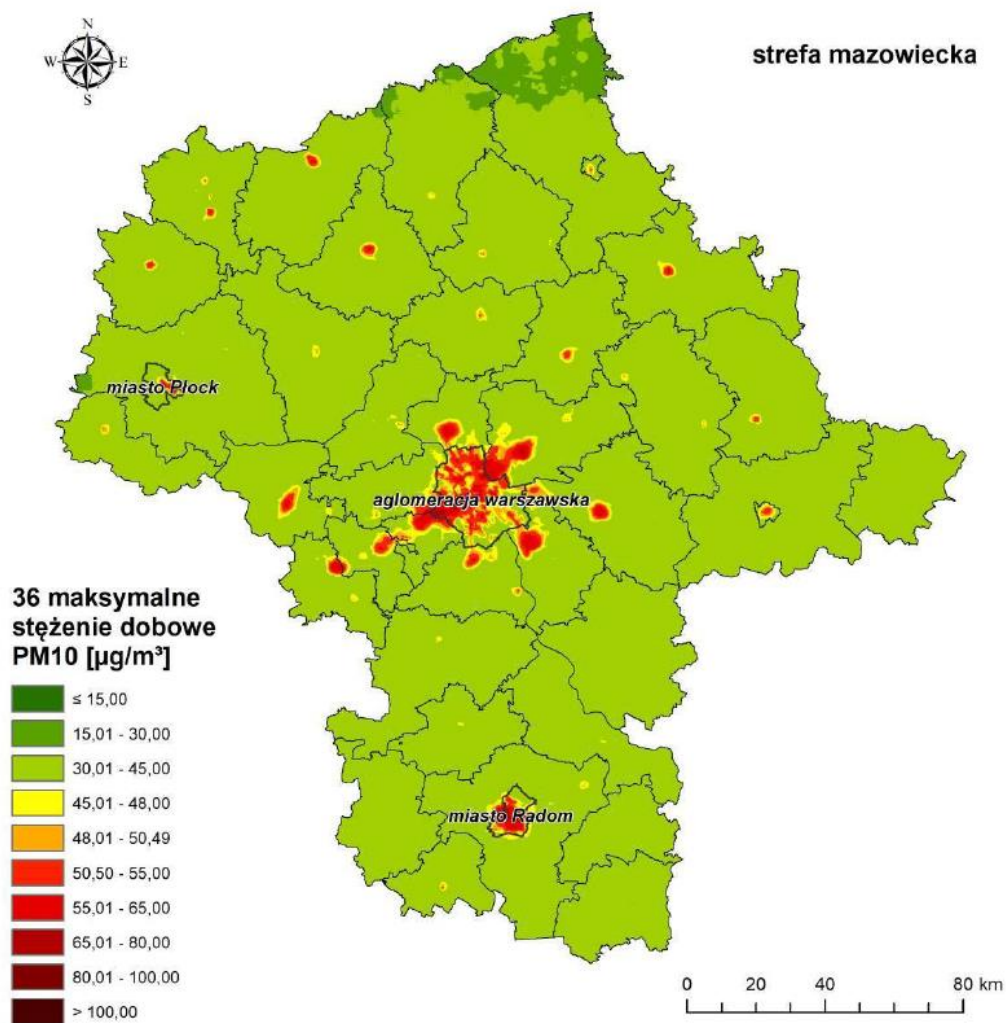 N
W E
S
strefa mazowiecka
miasto Płock
aglomeracja warszawska
miasto Radom
36 maksymalne
stężenie dobowe
PM10 [µg/m³]
≤ 15,00
15,01 - 30,00
30,01 - 45,00
45,01 - 48,00
48,01 - 50,49
50,50 - 55,00
55,01 - 65,00
65,01 - 80,00
80,01 - 100,00
> 100,00
0 20 40 80 km